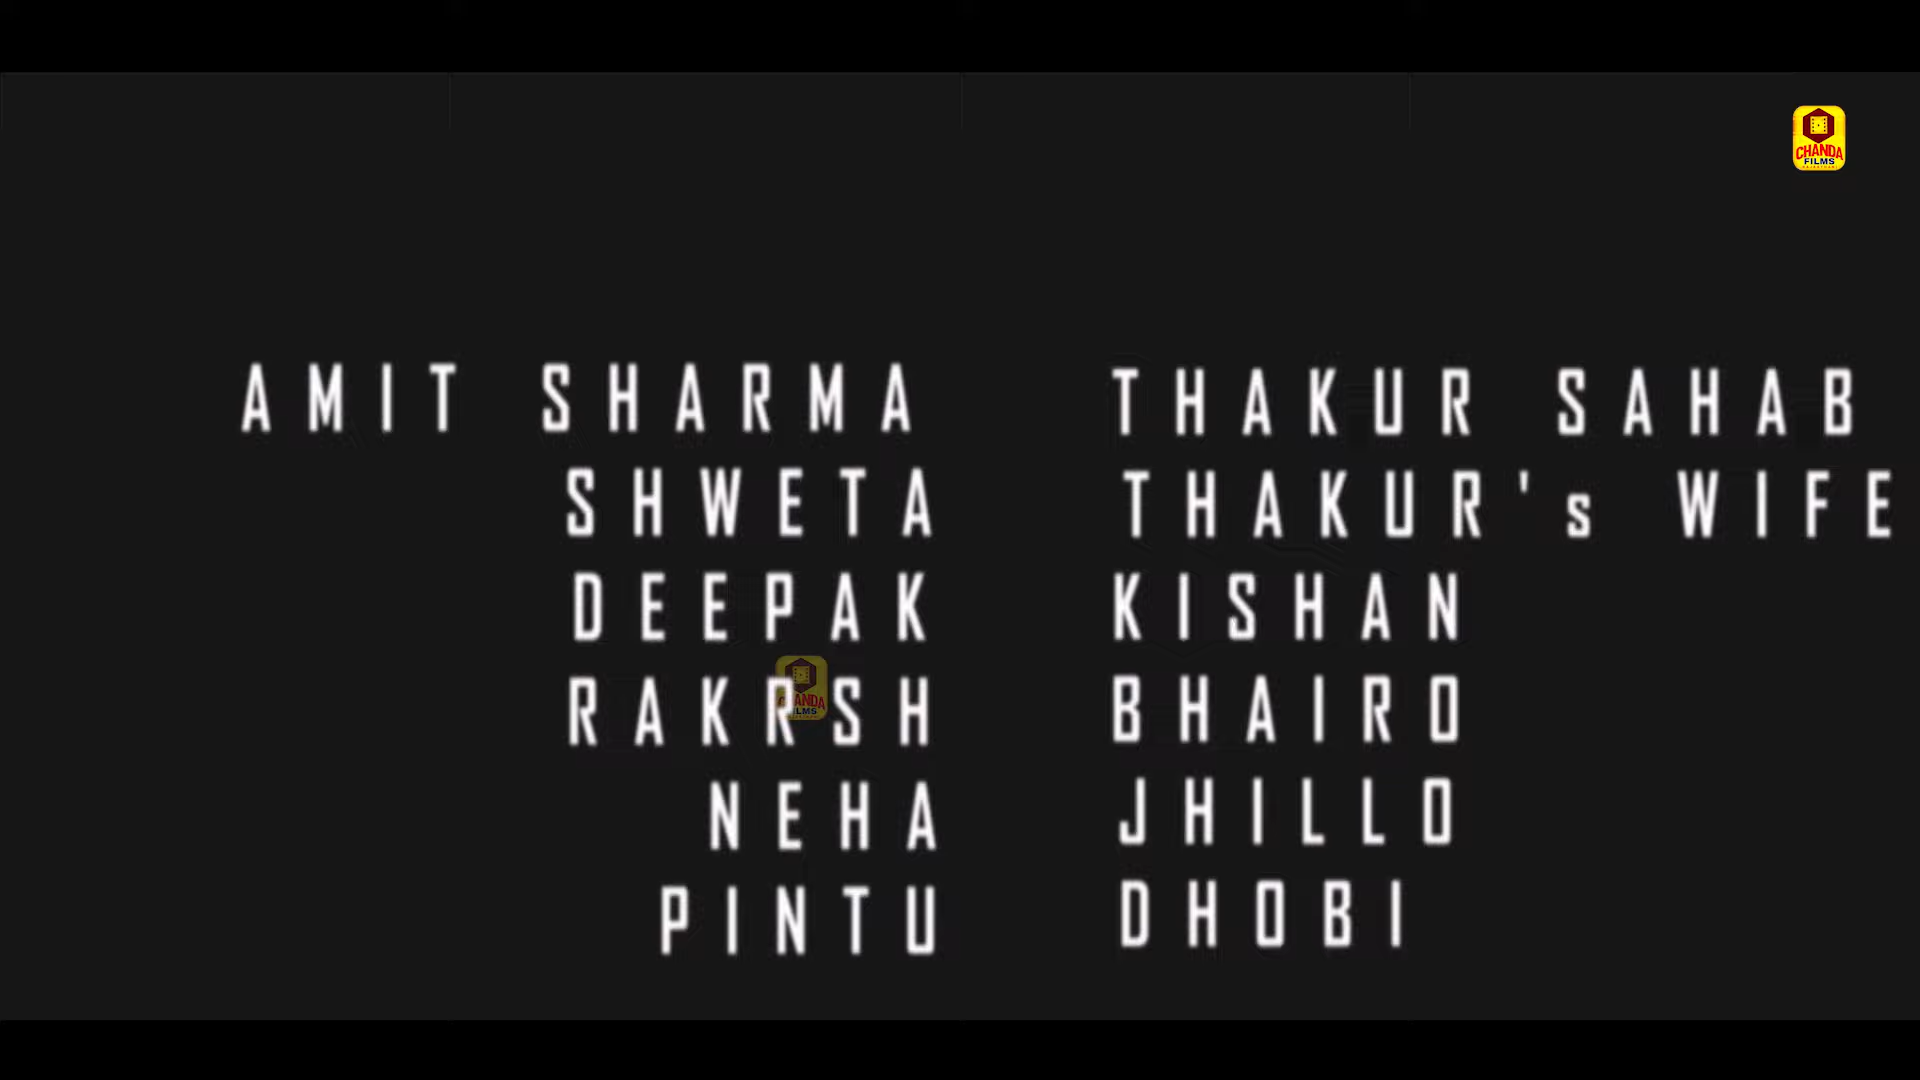 CHANDA
FILMS
AMIT SHARMA THAKUR SAHAB
SHWETA THAKUR's WIFE
DEEPAK KISHAN
RAKRSH BHAIRO
NEHA JHILLO
PINTU DHOBI